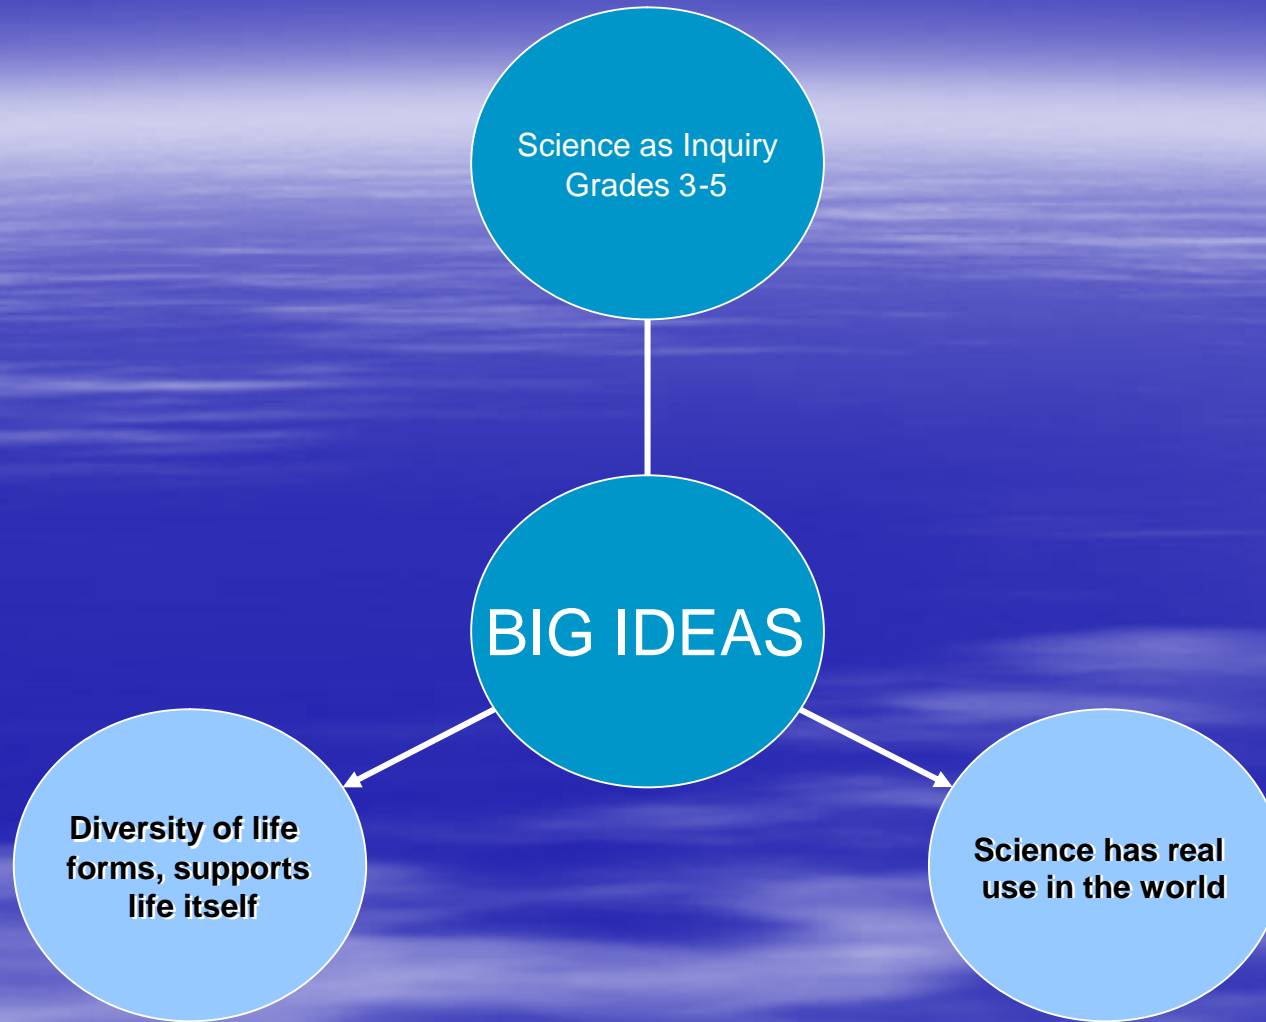 Science as Inquiry
Grades 3-5
BIG IDEAS
Diversity of life
forms, supports
life itself
Science has real
use in the world